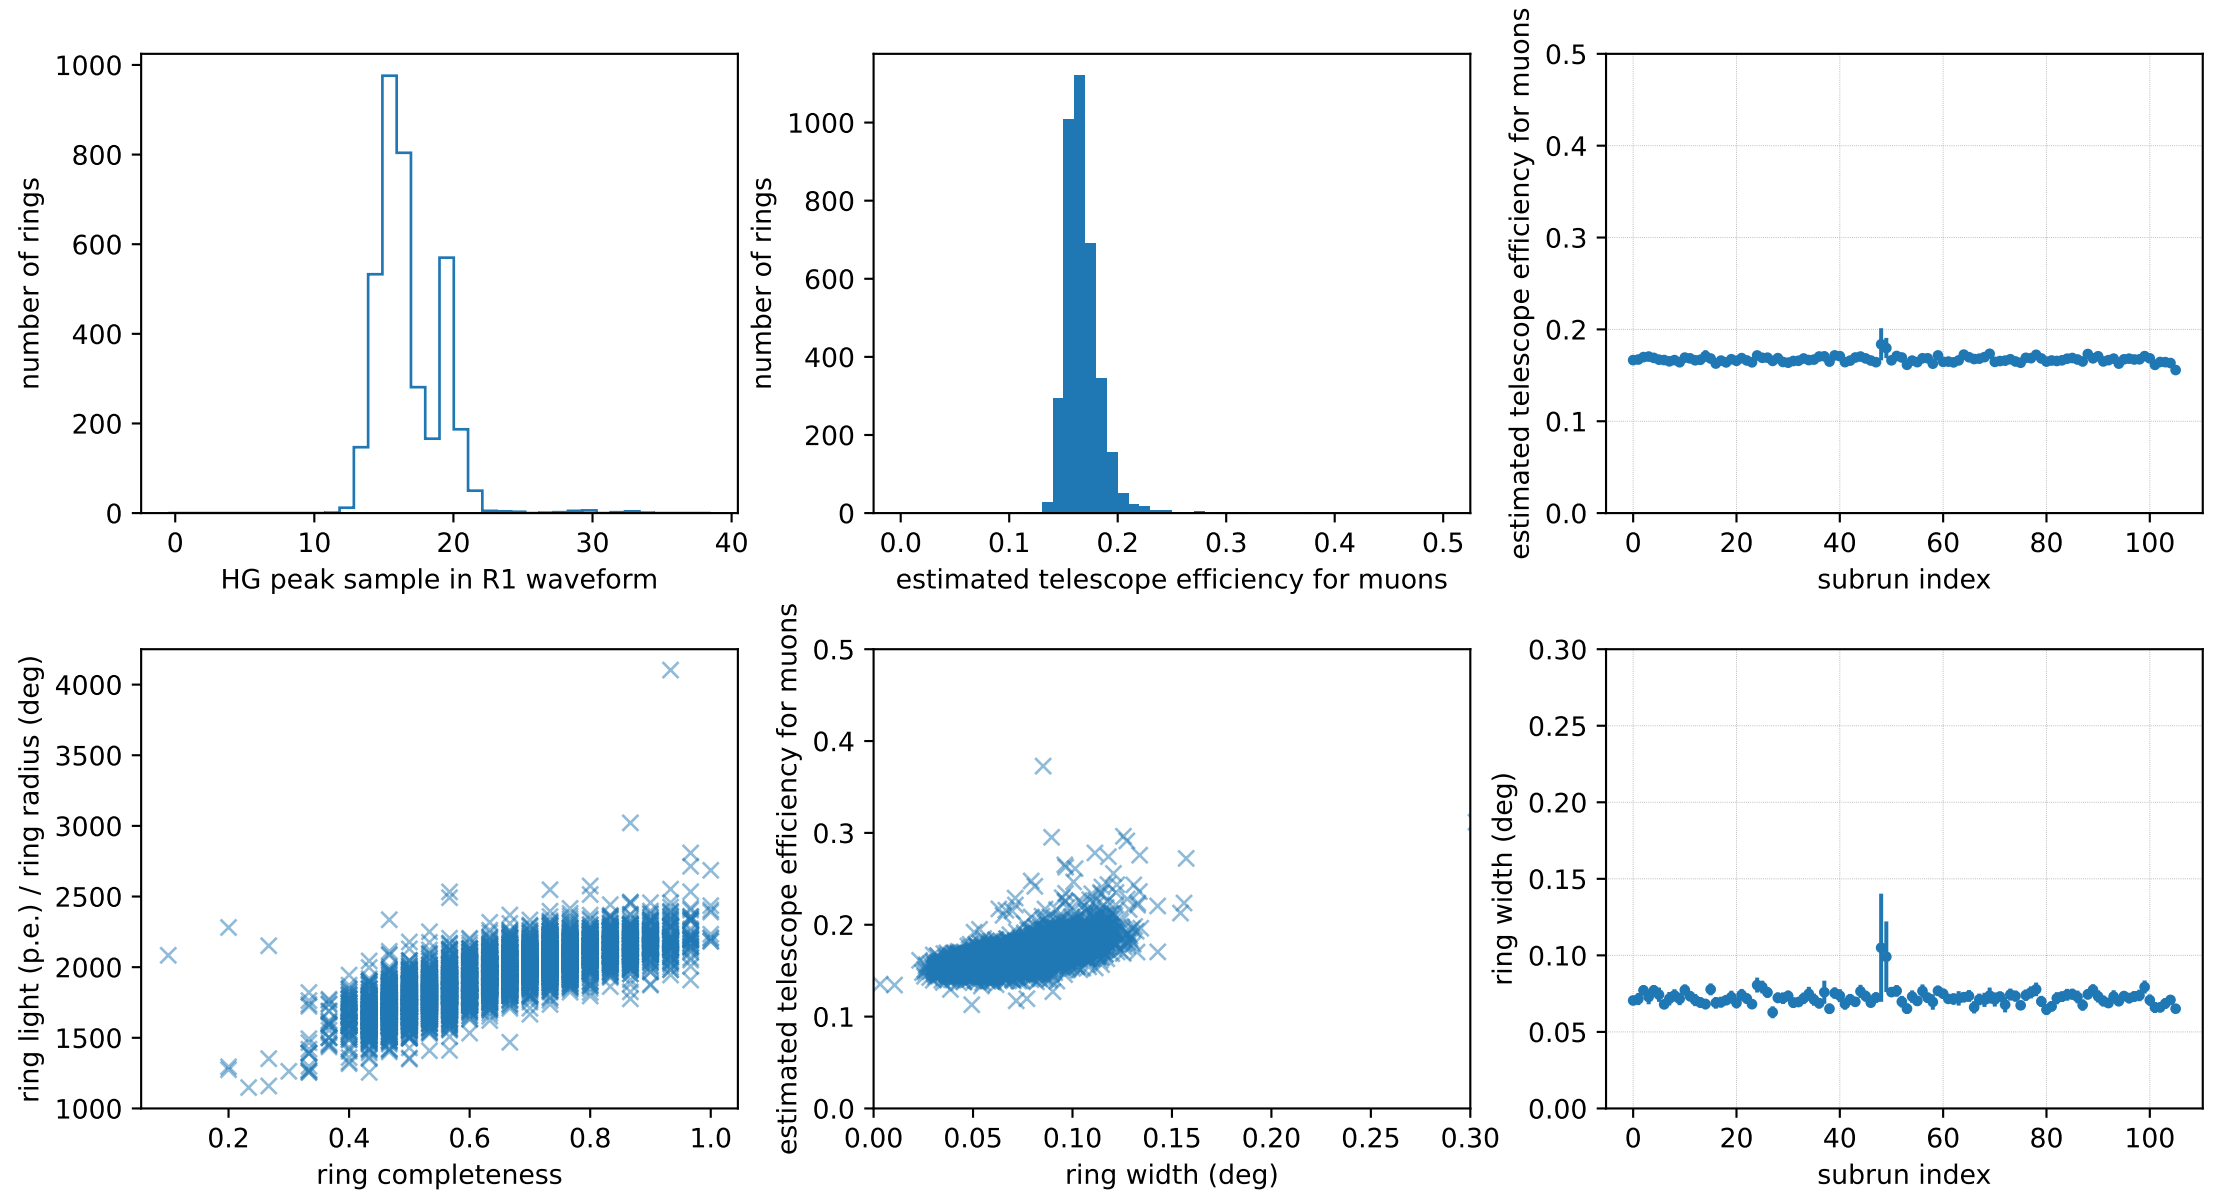 1000
800
600
400
200
0
number of rings
0 10 20 30 40
HG peak sample in R1 waveform
1000
800
600
400
200
0
number of rings
0.0 0.1 0.2 0.3 0.4 0.5
estimated telescope efficiency for muons
0.5
0.4
0.3
0.2
0.1
0.0
estimated telescope efficiency for muons
0 20 40 60 80 100
subrun index
4000
3500
3000
2500
2000
1500
1000
ring light (p.e.) / ring radius (deg)
0.2 0.4 0.6 0.8 1.0
ring completeness
0.5
0.4
0.3
0.2
0.1
0.0
estimated telescope efficiency for muons
0.00 0.05 0.10 0.15 0.20 0.25 0.30
ring width (deg)
0.30
0.25
0.20
0.15
0.10
0.05
0.00
ring width (deg)
0 20 40 60 80 100
subrun index